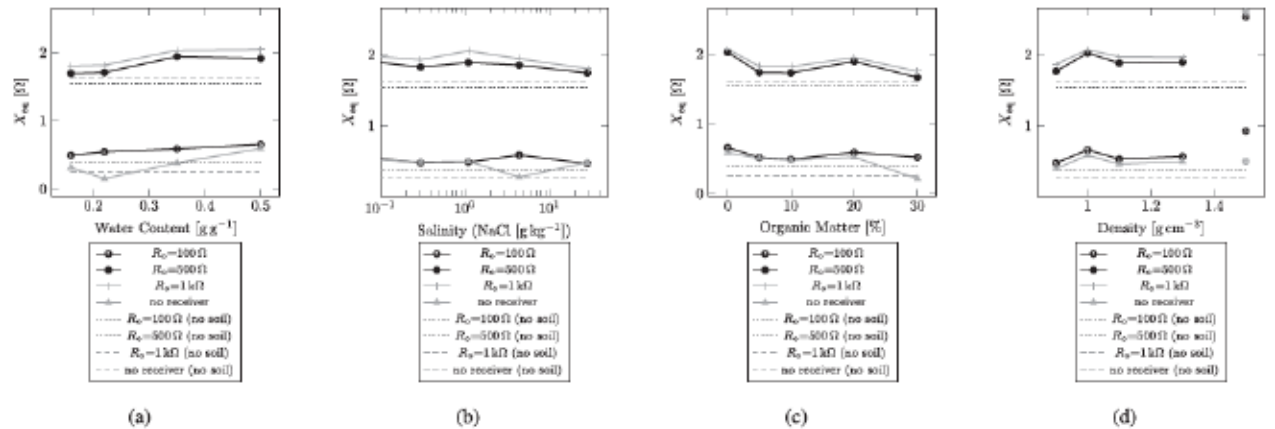 2
1
0
X_eq [Ω]
0.2 0.3 0.4 0.5
Water Content [g g⁻¹]
R_o=100 Ω
R_o=500 Ω
R_o=1 kΩ
no receiver
R_o=100 Ω (no soil)
R_o=500 Ω (no soil)
R_o=1 kΩ (no soil)
no receiver (no soil)
(a)
2
1
X_eq [Ω]
10⁻¹ 10⁰ 10¹
Salinity (NaCl [g kg⁻¹])
R_o=100 Ω
R_o=500 Ω
R_o=1 kΩ
no receiver
R_o=100 Ω (no soil)
R_o=500 Ω (no soil)
R_o=1 kΩ (no soil)
no receiver (no soil)
(b)
2
1
X_eq [Ω]
0 10 20 30
Organic Matter [%]
R_o=100 Ω
R_o=500 Ω
R_o=1 kΩ
no receiver
R_o=100 Ω (no soil)
R_o=500 Ω (no soil)
R_o=1 kΩ (no soil)
no receiver (no soil)
(c)
2
1
X_eq [Ω]
1 1.2 1.4
Density [g cm⁻³]
R_o=100 Ω
R_o=500 Ω
R_o=1 kΩ
no receiver
R_o=100 Ω (no soil)
R_o=500 Ω (no soil)
R_o=1 kΩ (no soil)
no receiver (no soil)
(d)